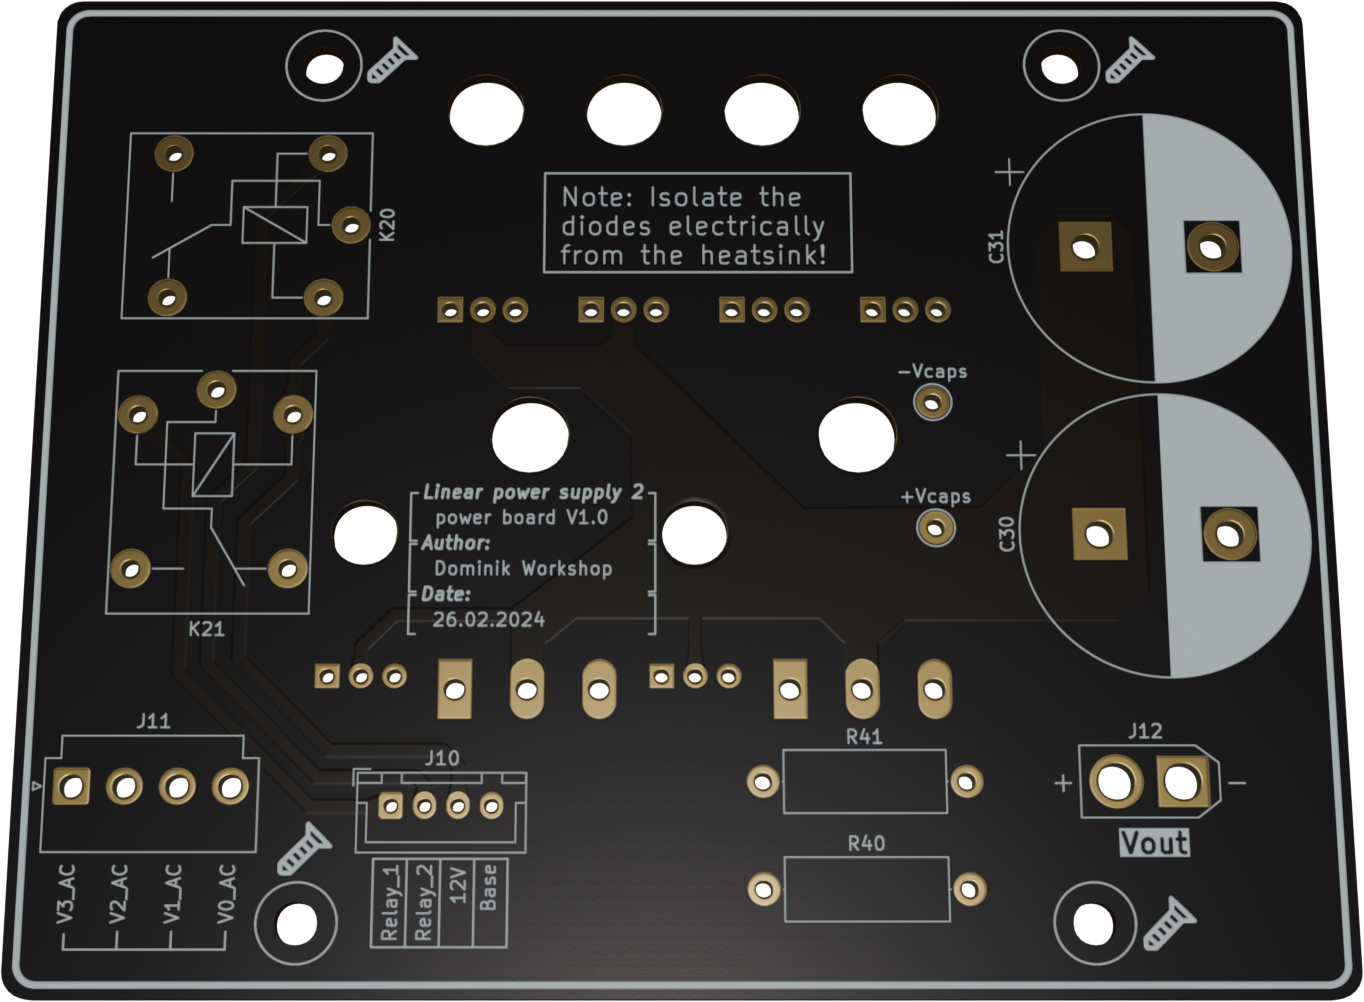 Note: Isolate the
diodes electrically
from the heatsink!
K20
+
C31
-Vcaps
+
C30
+Vcaps
Linear power supply 2
power board V1.0
Author:
Dominik Workshop
Date:
26.02.2024
K21
J11
J10
R41
J12
+ -
Vout
R40
V3_AC
V2_AC
V1_AC
V0_AC
Relay_1
Relay_2
12V
Base